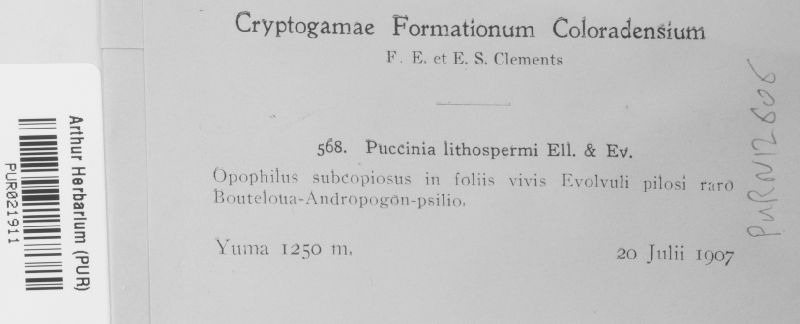 Cryptogamae Formationum Coloradensium
F. E. et E. S. Clements
568. Puccinia lithospermi Ell. & Ev.
Opophilus subcopiosus in foliis vivis Evolvuli pilosi raro
Bouteloua-Andropogon-psilio.
Yuma 1250 m.
20 Julii 1907
Arthur Herbarium (PUR)
PUR021911
PURN12606